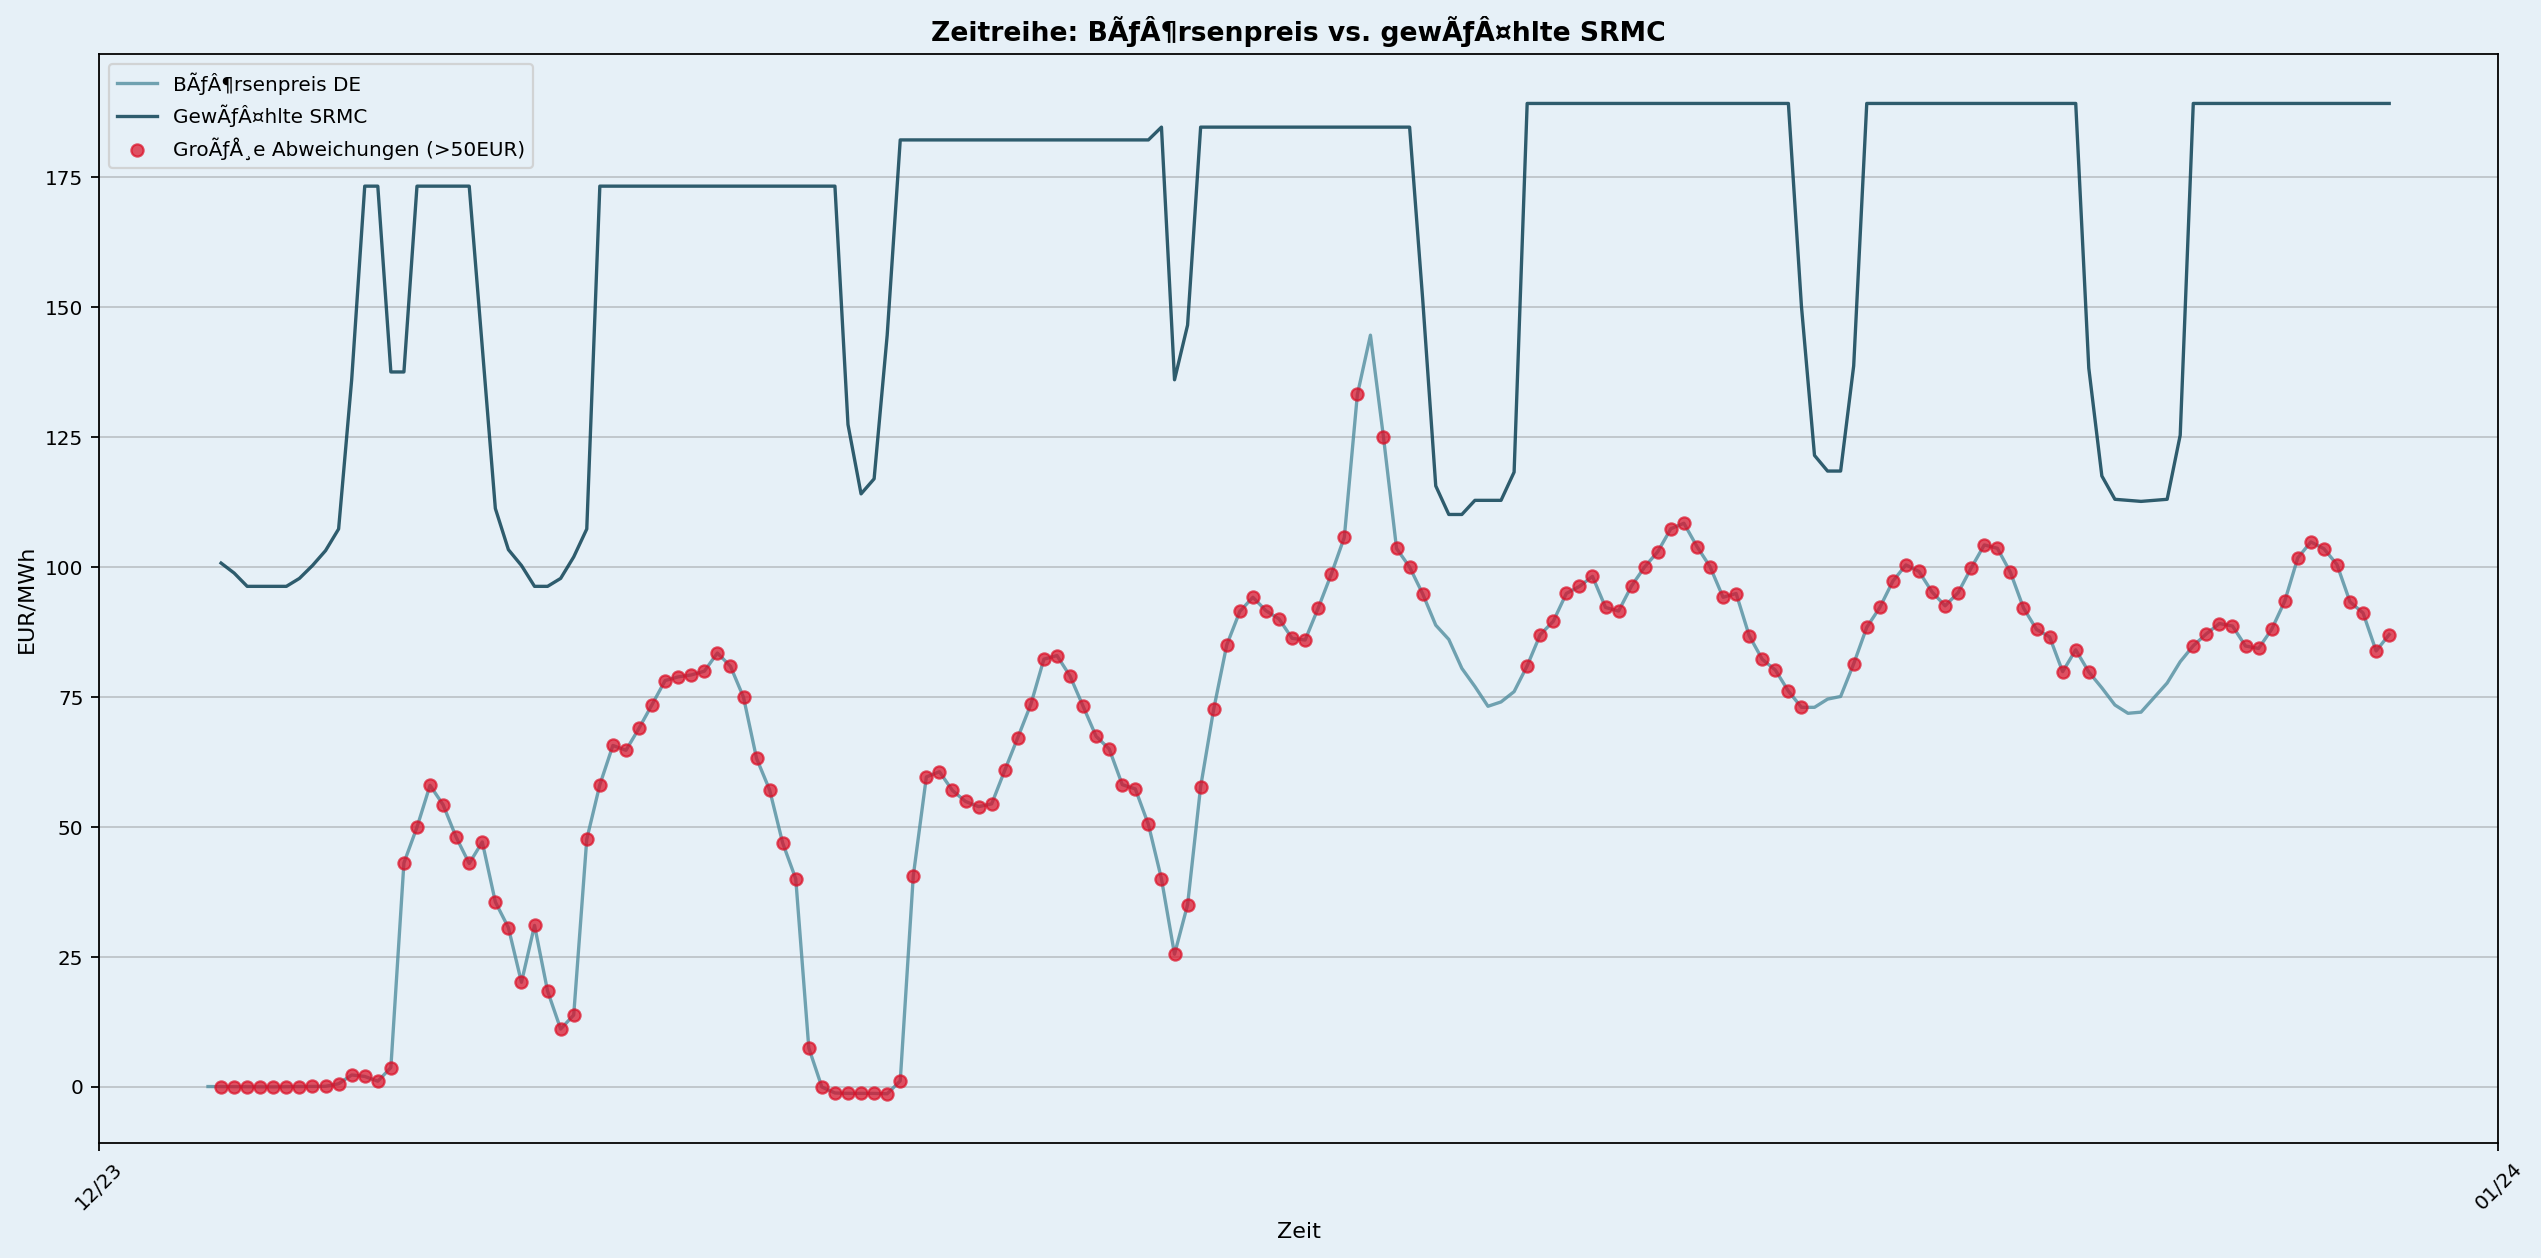 Zeitreihe: BÃƒÂ¶rsenpreis vs. gewÃƒÂ¤hlte SRMC
BÃƒÂ¶rsenpreis DE
GewÃƒÂ¤hlte SRMC
GroÃƒÅ¸e Abweichungen (>50EUR)
175
150
125
100
75
50
25
0
EUR/MWh
12/23
01/24
Zeit